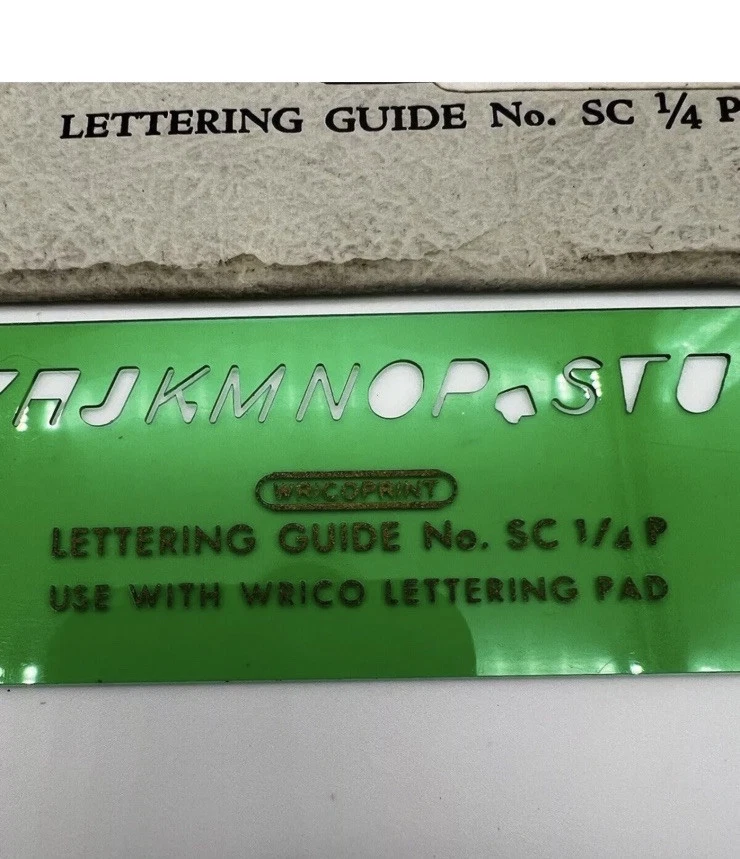 LETTERING GUIDE No. SC ¼ P
JKMNOP STU
WRICOPRINT
LETTERING GUIDE No. SC 1/4 P
USE WITH WRICO LETTERING PAD